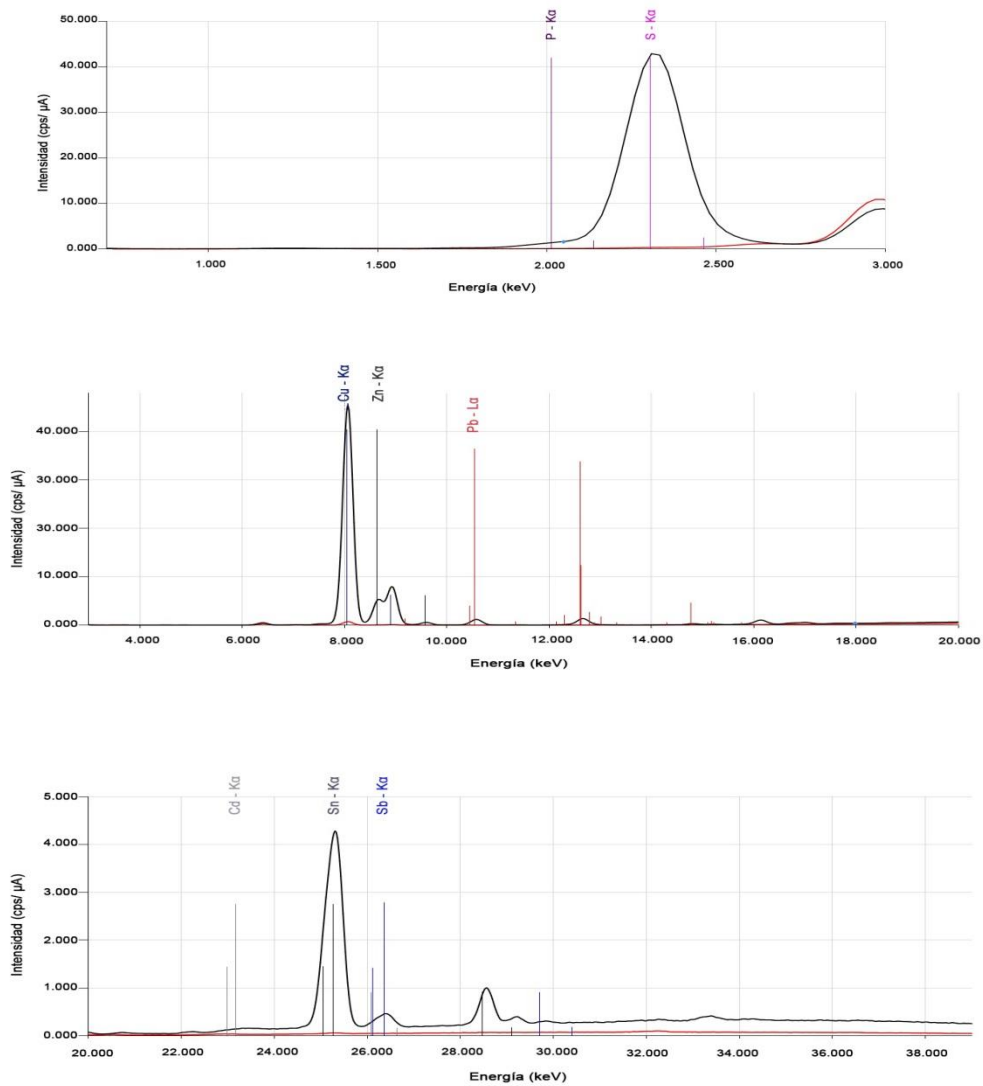 P - Kα
S - Kα
Intensidad (cps/ µA)
50.000
40.000
30.000
20.000
10.000
0.000
1.000 1.500 2.000 2.500 3.000
Energía (keV)
Cu - Kα
Zn - Kα
Pb - Lα
Intensidad (cps/ µA)
40.000
30.000
20.000
10.000
0.000
4.000 6.000 8.000 10.000 12.000 14.000 16.000 18.000 20.000
Energía (keV)
Cd - Kα
Sn - Kα
Sb - Kα
Intensidad (cps/ µA)
5.000
4.000
3.000
2.000
1.000
0.000
20.000 22.000 24.000 26.000 28.000 30.000 32.000 34.000 36.000 38.000
Energía (keV)